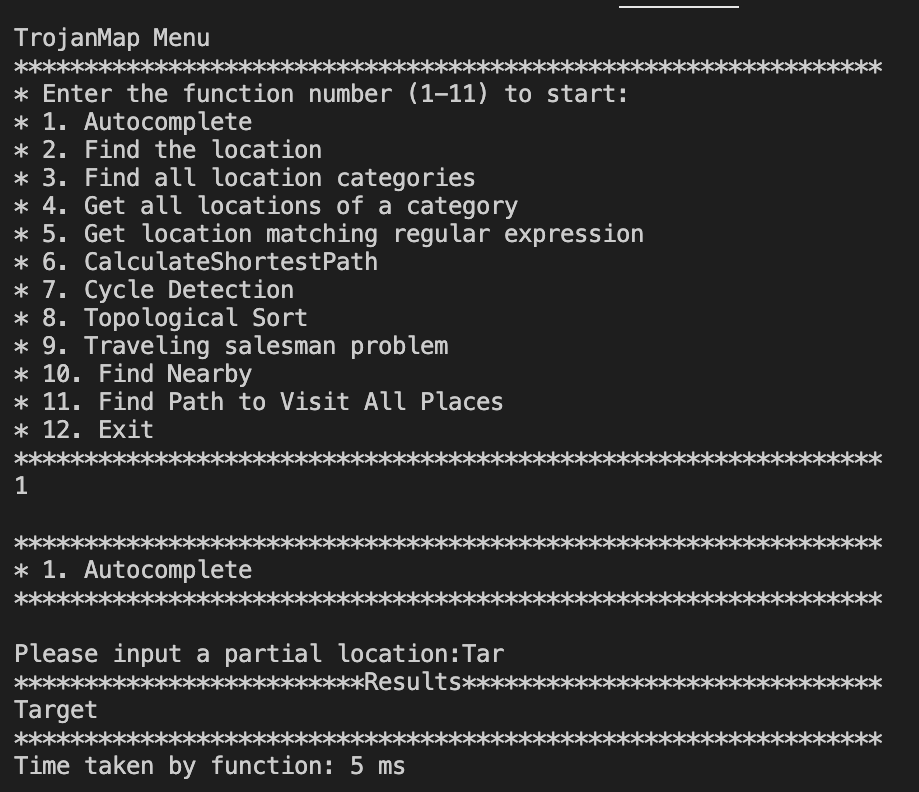 TrojanMap Menu
**************************************************************
* Enter the function number (1-11) to start:
* 1. Autocomplete
* 2. Find the location
* 3. Find all location categories
* 4. Get all locations of a category
* 5. Get location matching regular expression
* 6. CalculateShortestPath
* 7. Cycle Detection
* 8. Topological Sort
* 9. Traveling salesman problem
* 10. Find Nearby
* 11. Find Path to Visit All Places
* 12. Exit
**************************************************************
1
**************************************************************
* 1. Autocomplete
**************************************************************
Please input a partial location:Tar
*************************Results******************************
Target
**************************************************************
Time taken by function: 5 ms